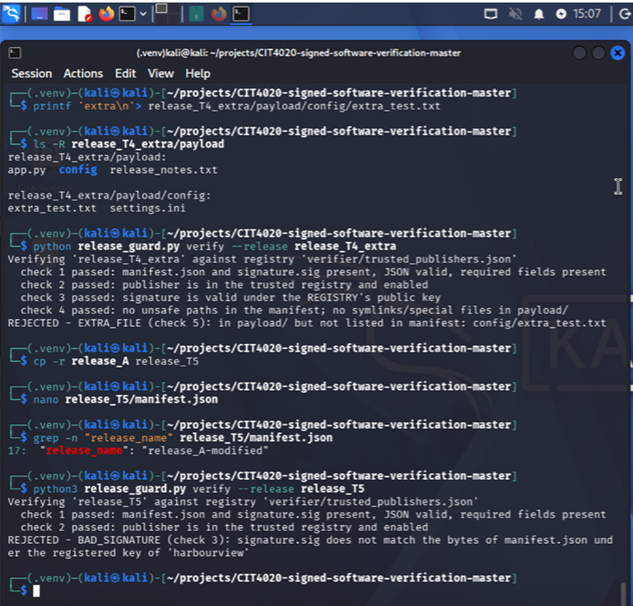 15:07
(.venv)kali@kali: ~/projects/CIT4020-signed-software-verification-master
Session Actions Edit View Help
┌──(.venv)─(kali㉿kali)-[~/projects/CIT4020-signed-software-verification-master]
└─$ printf 'extra\n'> release_T4_extra/payload/config/extra_test.txt
┌──(.venv)─(kali㉿kali)-[~/projects/CIT4020-signed-software-verification-master]
└─$ ls -R release_T4_extra/payload
release_T4_extra/payload:
app.py config release_notes.txt
release_T4_extra/payload/config:
extra_test.txt settings.ini
┌──(.venv)─(kali㉿kali)-[~/projects/CIT4020-signed-software-verification-master]
└─$ python release_guard.py verify --release release_T4_extra
Verifying 'release_T4_extra' against registry 'verifier/trusted_publishers.json'
check 1 passed: manifest.json and signature.sig present, JSON valid, required fields present
check 2 passed: publisher is in the trusted registry and enabled
check 3 passed: signature is valid under the REGISTRY's public key
check 4 passed: no unsafe paths in the manifest; no symlinks/special files in payload/
REJECTED - EXTRA_FILE (check 5): in payload/ but not listed in manifest: config/extra_test.txt
┌──(.venv)─(kali㉿kali)-[~/projects/CIT4020-signed-software-verification-master]
└─$ cp -r release_A release_T5
┌──(.venv)─(kali㉿kali)-[~/projects/CIT4020-signed-software-verification-master]
└─$ nano release_T5/manifest.json
┌──(.venv)─(kali㉿kali)-[~/projects/CIT4020-signed-software-verification-master]
└─$ grep -n "release_name" release_T5/manifest.json
17: "release_name": "release_A-modified"
┌──(.venv)─(kali㉿kali)-[~/projects/CIT4020-signed-software-verification-master]
└─$ python3 release_guard.py verify --release release_T5
Verifying 'release_T5' against registry 'verifier/trusted_publishers.json'
check 1 passed: manifest.json and signature.sig present, JSON valid, required fields present
check 2 passed: publisher is in the trusted registry and enabled
REJECTED - BAD_SIGNATURE (check 3): signature.sig does not match the bytes of manifest.json und
er the registered key of 'harbourview'
┌──(.venv)─(kali㉿kali)-[~/projects/CIT4020-signed-software-verification-master]
└─$
KA